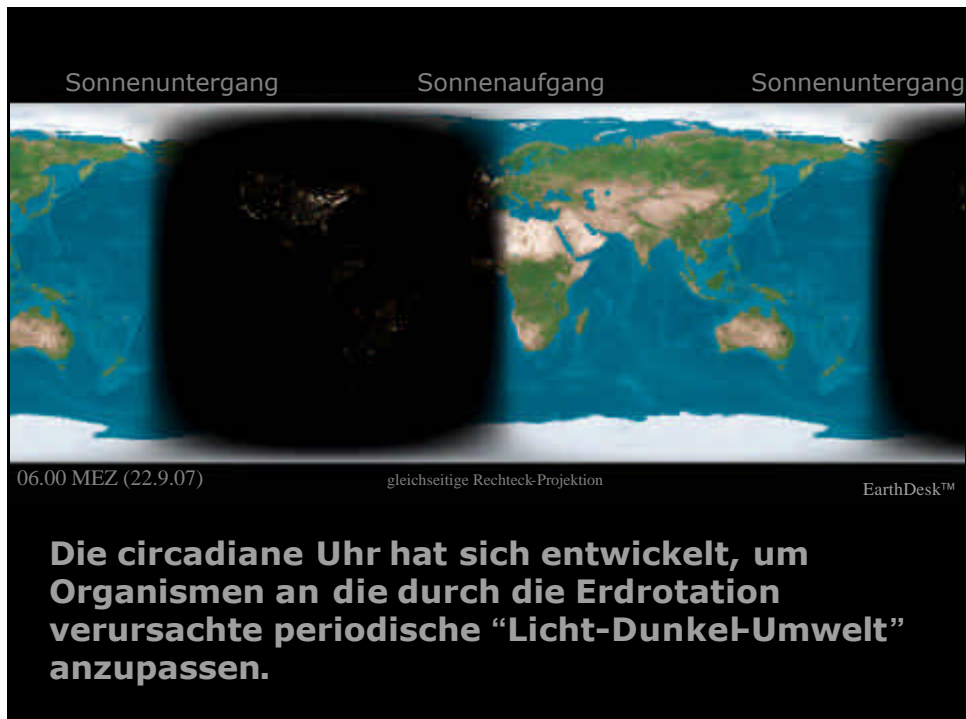 Sonnenuntergang Sonnenaufgang Sonnenuntergang
06.00 MEZ (22.9.07) gleichseitige Rechteck-Projektion EarthDesk™
Die circadiane Uhr hat sich entwickelt, um
Organismen an die durch die Erdrotation
verursachte periodische “Licht-Dunkel-Umwelt”
anzupassen.